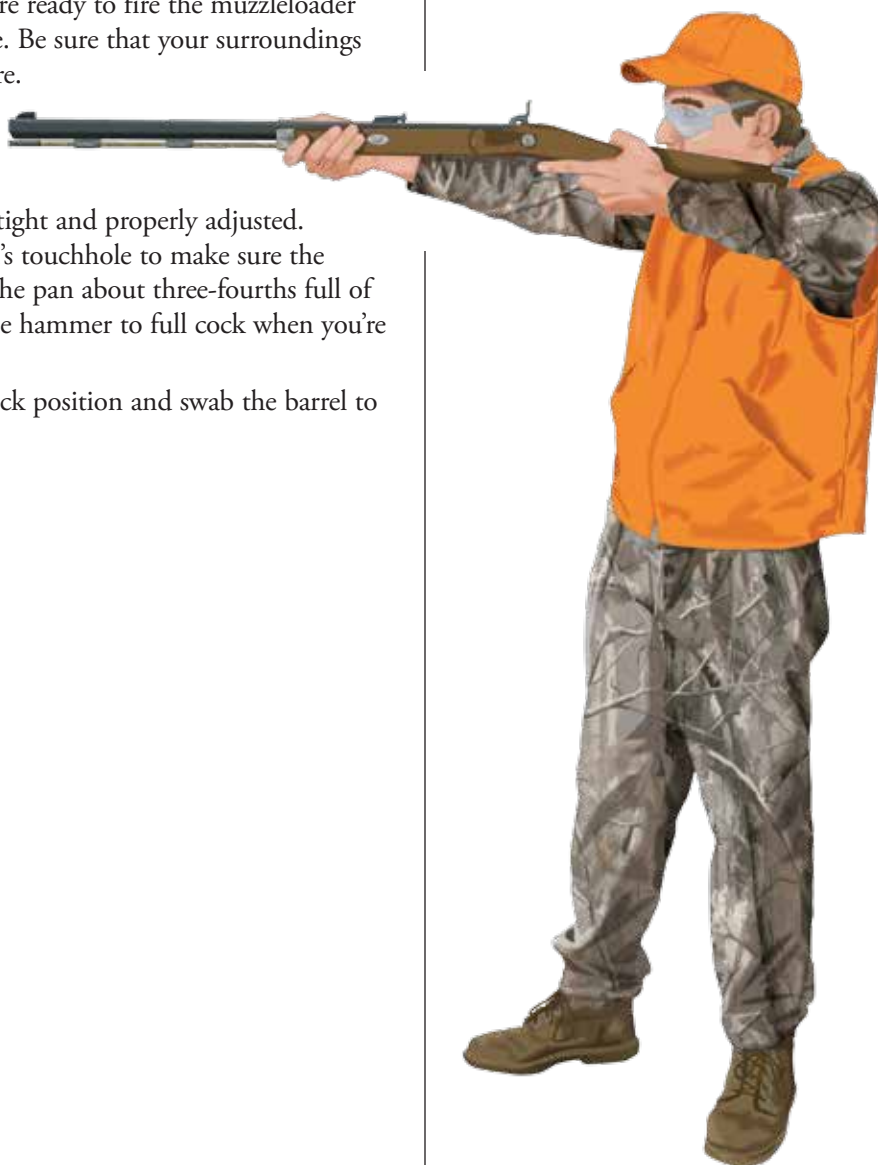 re ready to fire the muzzleloader
e. Be sure that your surroundings
re.
tight and properly adjusted.
’s touchhole to make sure the
he pan about three-fourths full of
e hammer to full cock when you’re
ck position and swab the barrel to